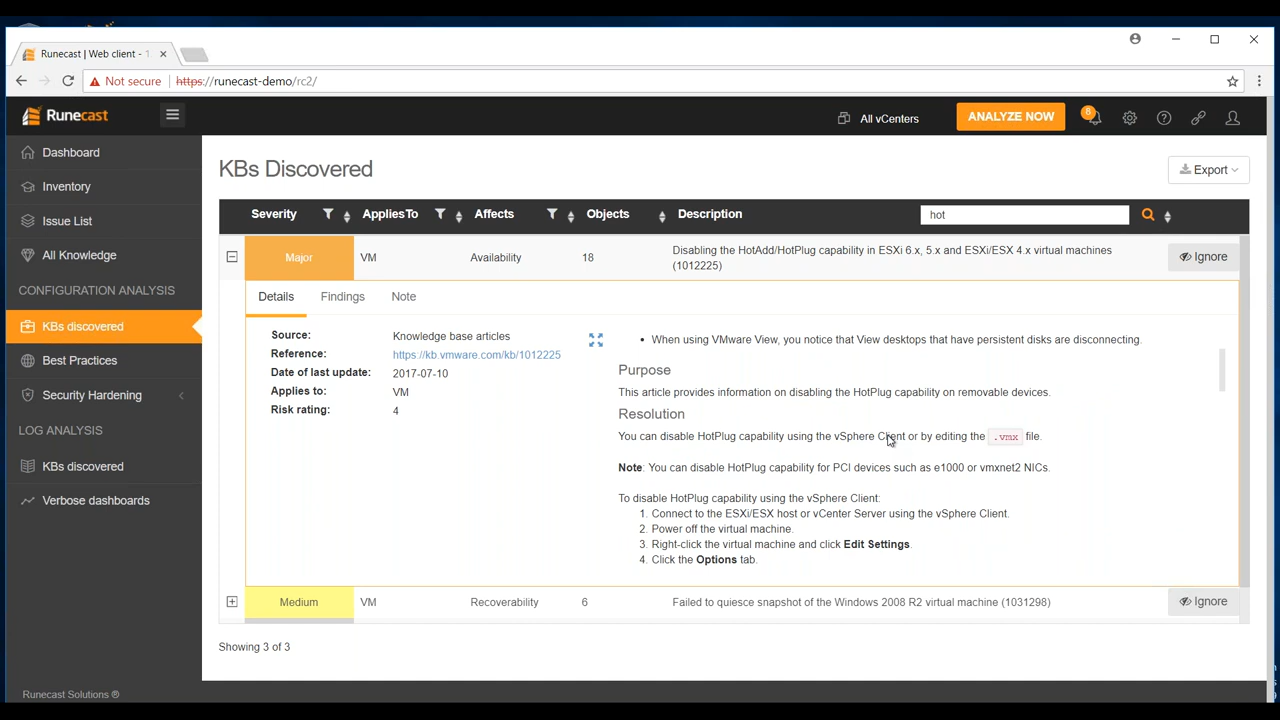 Runecast | Web client - T
Not secure
https://runecast-demo/rc2/
Runecast
All vCenters
ANALYZE NOW
8
Dashboard
Inventory
Issue List
All Knowledge
CONFIGURATION ANALYSIS
KBs discovered
Best Practices
Security Hardening
LOG ANALYSIS
KBs discovered
Verbose dashboards
Runecast Solutions ®
KBs Discovered
Export
Severity AppliesTo Affects Objects Description hot
Major VM Availability 18 Disabling the HotAdd/HotPlug capability in ESXi 6.x, 5.x and ESXi/ESX 4.x virtual machines
(1012225)
Ignore
Details Findings Note
Source: Knowledge base articles
Reference: https://kb.vmware.com/kb/1012225
Date of last update: 2017-07-10
Applies to: VM
Risk rating: 4
• When using VMware View, you notice that View desktops that have persistent disks are disconnecting.
Purpose
This article provides information on disabling the HotPlug capability on removable devices.
Resolution
You can disable HotPlug capability using the vSphere Client or by editing the .vmx file.
Note: You can disable HotPlug capability for PCI devices such as e1000 or vmxnet2 NICs.
To disable HotPlug capability using the vSphere Client:
1. Connect to the ESXi/ESX host or vCenter Server using the vSphere Client.
2. Power off the virtual machine.
3. Right-click the virtual machine and click Edit Settings.
4. Click the Options tab.
Medium VM Recoverability 6 Failed to quiesce snapshot of the Windows 2008 R2 virtual machine (1031298)
Ignore
Showing 3 of 3